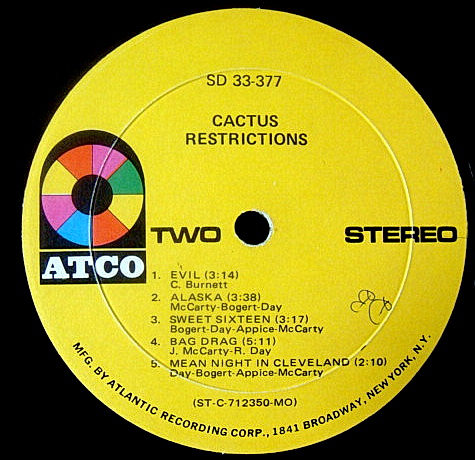 SD 33-377
CACTUS
RESTRICTIONS
ATCO
TWO
STEREO
1. EVIL (3:14)
C. Burnett
2. ALASKA (3:38)
McCarty-Bogert-Day
3. SWEET SIXTEEN (3:17)
Bogert-Day-Appice-McCarty
4. BAG DRAG (5:11)
J. McCarty-R. Day
5. MEAN NIGHT IN CLEVELAND (2:10)
Day-Bogert-Appice-McCarty
(ST-C-712350-MO)
MFG. BY ATLANTIC RECORDING CORP., 1841 BROADWAY, NEW YORK, N.Y.